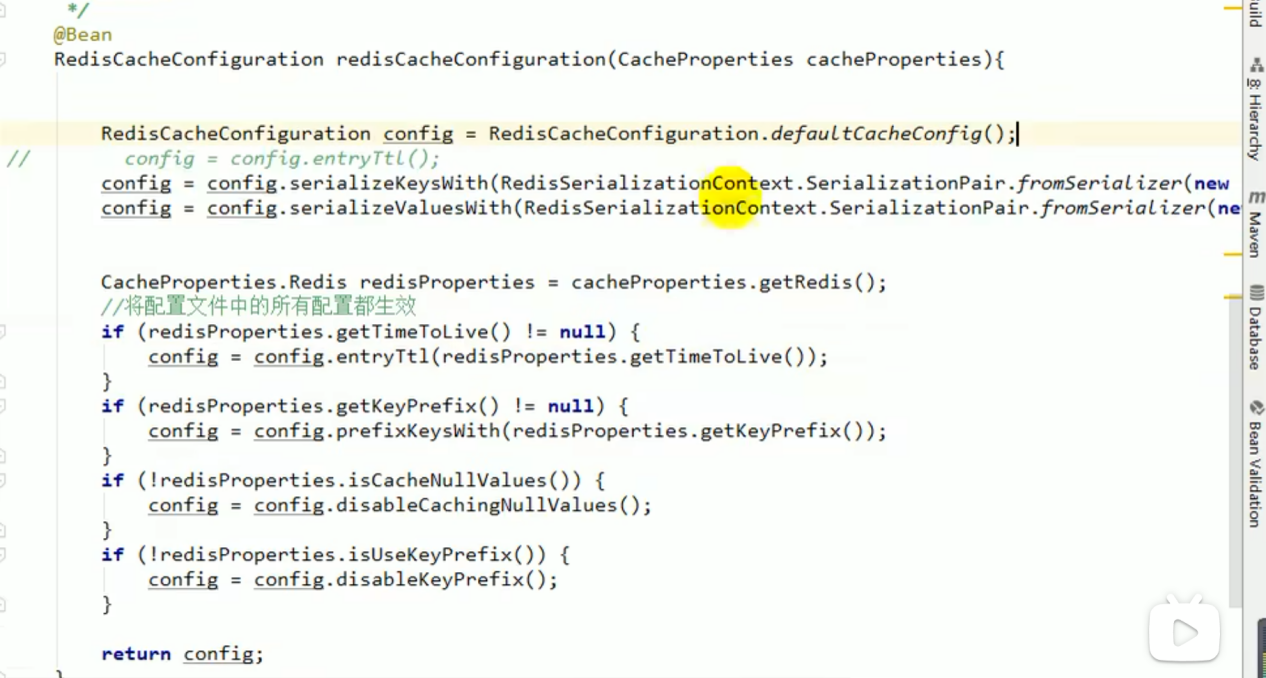 */
@Bean
RedisCacheConfiguration redisCacheConfiguration(CacheProperties cacheProperties){
RedisCacheConfiguration config = RedisCacheConfiguration.defaultCacheConfig();
// config = config.entryTtl();
config = config.serializeKeysWith(RedisSerializationContext.SerializationPair.fromSerializer(new
config = config.serializeValuesWith(RedisSerializationContext.SerializationPair.fromSerializer(ne
CacheProperties.Redis redisProperties = cacheProperties.getRedis();
//将配置文件中的所有配置都生效
if (redisProperties.getTimeToLive() != null) {
config = config.entryTtl(redisProperties.getTimeToLive());
}
if (redisProperties.getKeyPrefix() != null) {
config = config.prefixKeysWith(redisProperties.getKeyPrefix());
}
if (!redisProperties.isCacheNullValues()) {
config = config.disableCachingNullValues();
}
if (!redisProperties.isUseKeyPrefix()) {
config = config.disableKeyPrefix();
}
return config;
}
uild
8: Hierarchy
m Maven
Database
Bean Validation